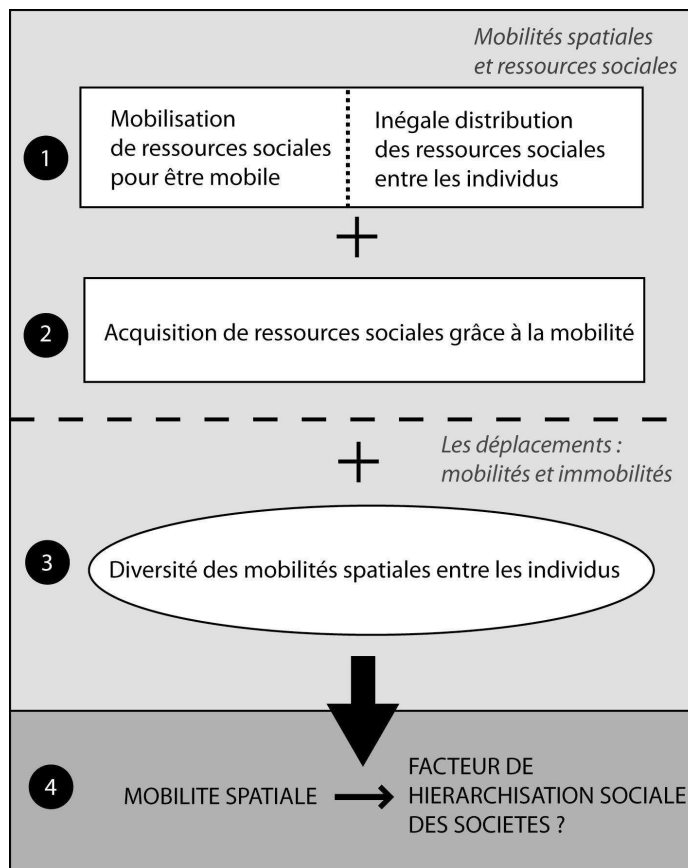 Mobilités spatiales
et ressources sociales
1
Mobilisation
de ressources sociales
pour être mobile
Inégale distribution
des ressources sociales
entre les individus
+
2
Acquisition de ressources sociales grâce à la mobilité
+
Les déplacements :
mobilités et immobilités
3
Diversité des mobilités spatiales entre les individus
4
MOBILITE SPATIALE
FACTEUR DE
HIERARCHISATION SOCIALE
DES SOCIETES ?